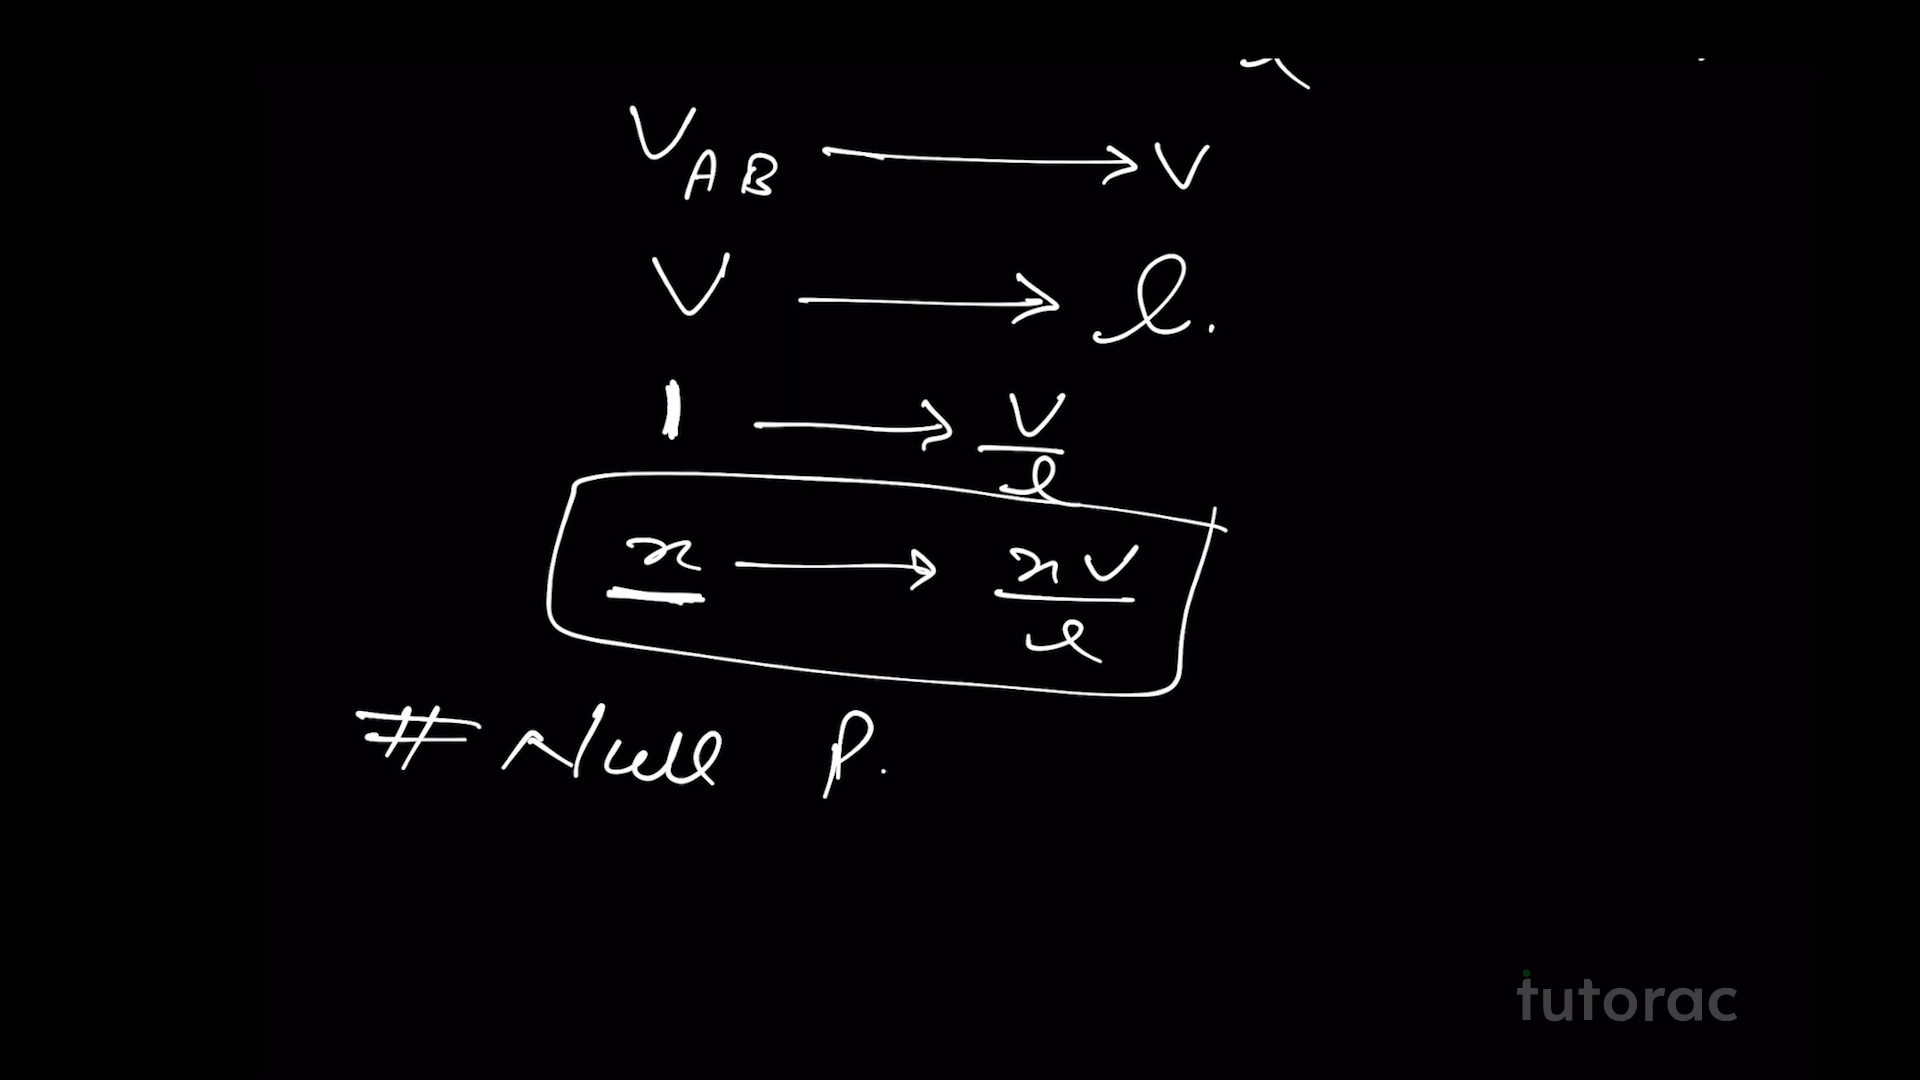 V_AB → V
V → l.
1 → V/l
x → xV/l
# Null P.
tutorac